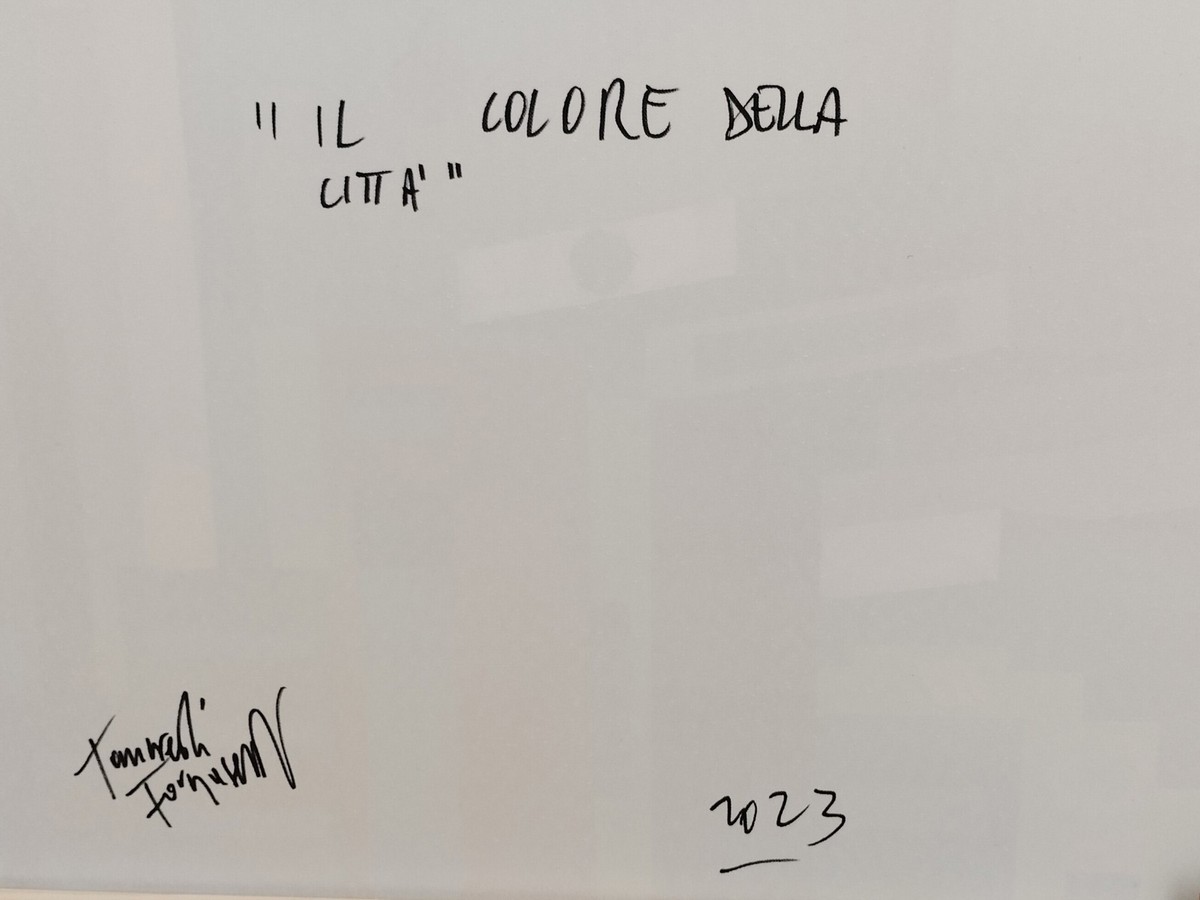 " IL COLORE DELLA
CITTA' "
2023